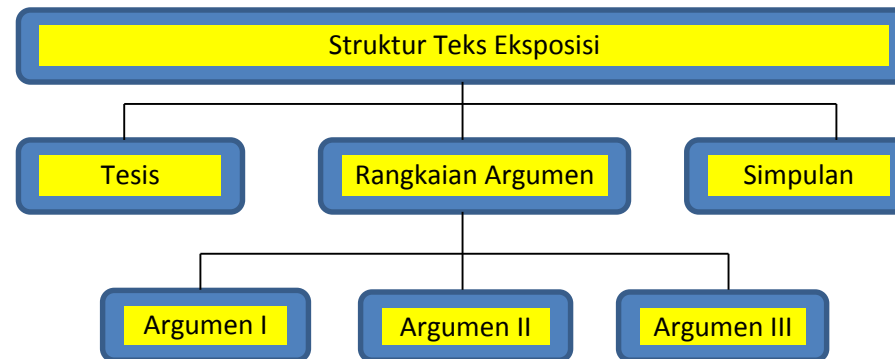 Struktur Teks Eksposisi
Tesis
Rangkaian Argumen
Simpulan
Argumen I
Argumen II
Argumen III